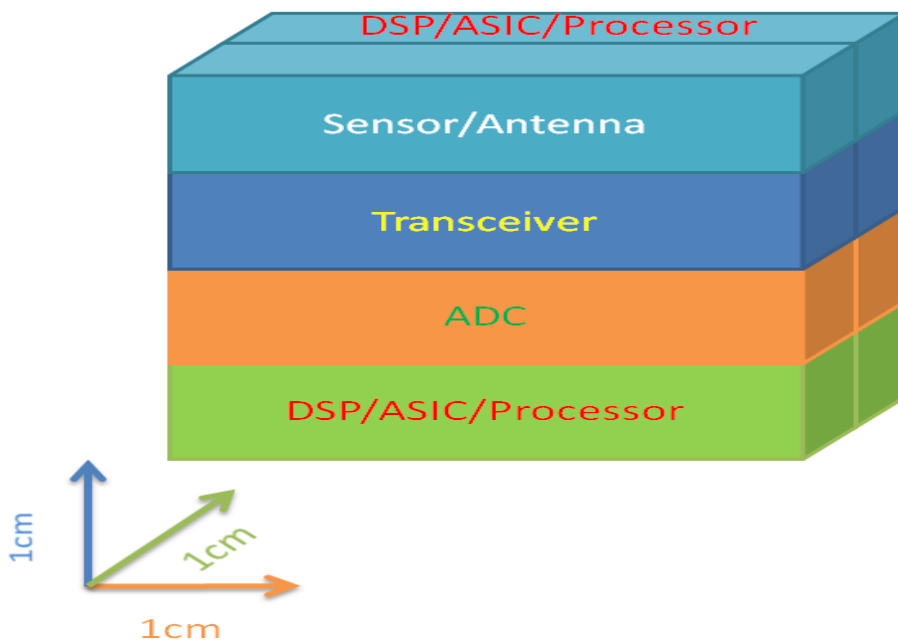 DSP/ASIC/Processor
Sensor/Antenna
Transceiver
ADC
DSP/ASIC/Processor
1cm
1cm
1cm